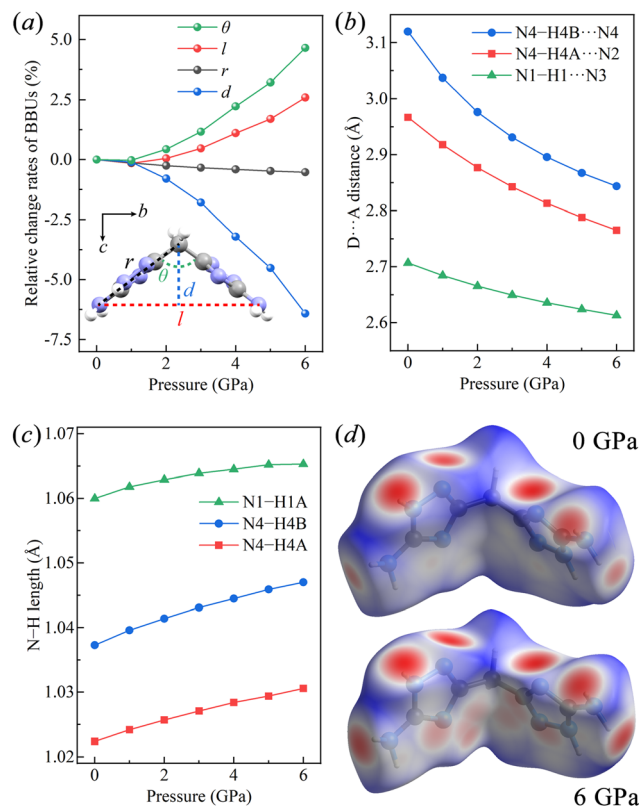 (a)
5.0
2.5
0.0
-2.5
-5.0
-7.5
Relative change rates of BBUs (%)
θ
l
r
d
b
c
r
θ
d
l
0
2
4
6
Pressure (GPa)
(b)
3.1
3.0
2.9
2.8
2.7
2.6
D···A distance (Å)
N4−H4B···N4
N4−H4A···N2
N1−H1···N3
0
2
4
6
Pressure (GPa)
(c)
1.07
1.06
1.05
1.04
1.03
1.02
N−H length (Å)
N1−H1A
N4−H4B
N4−H4A
0
2
4
6
Pressure (GPa)
(d)
0 GPa
6 GPa